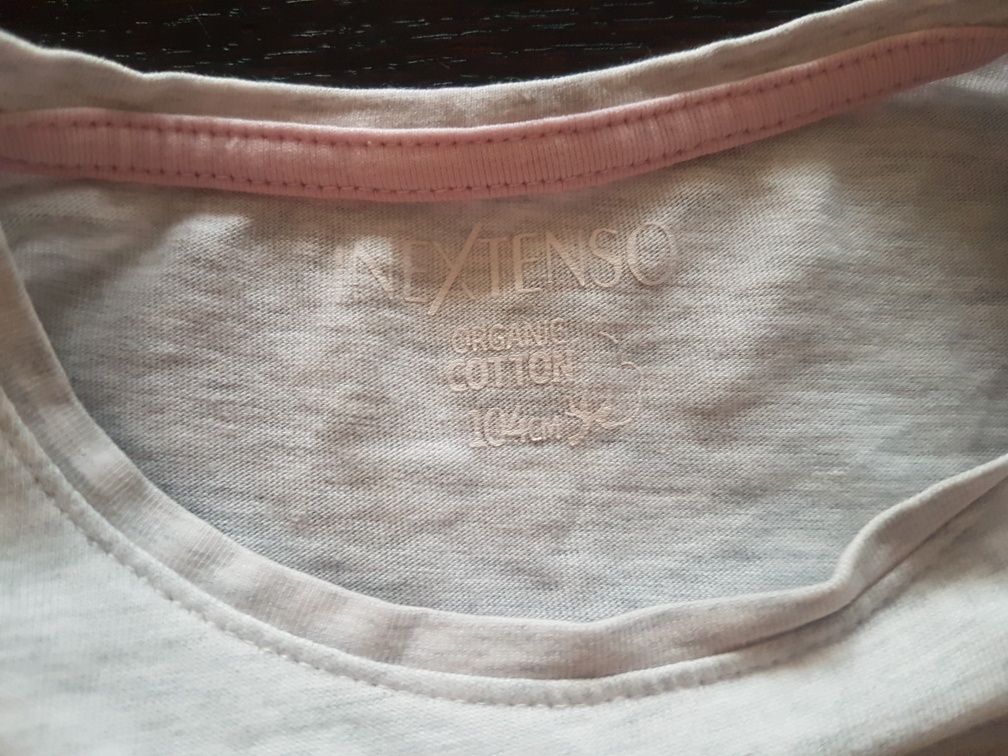 INEXTENSO
ORGANIC
COTTON
104CM